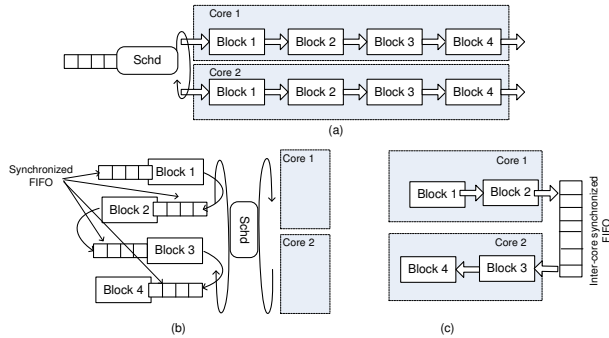 Core 1
Block 1
Block 2
Block 3
Block 4
Schd
Core 2
Block 1
Block 2
Block 3
Block 4
(a)
Synchronized
FIFO
Block 1
Block 2
Block 3
Block 4
Schd
Core 1
Core 2
(b)
Core 1
Block 1
Block 2
Core 2
Block 4
Block 3
Inter-core synchronized
FIFO
(c)